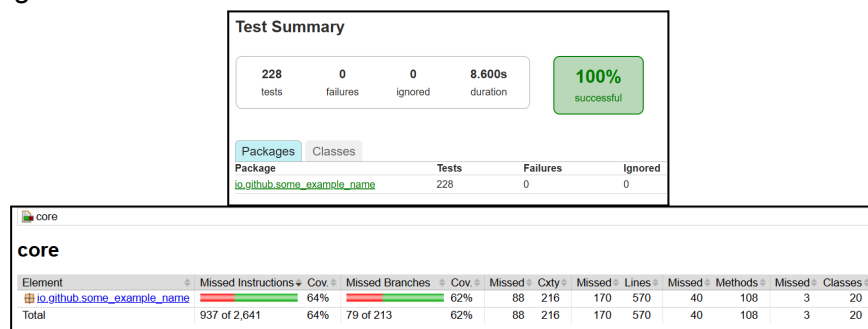 Test Summary
228 0 0 8.600s 100%
tests failures ignored duration successful
Packages Classes
Package Tests Failures Ignored
io.github.some_example_name 228 0 0
core
core
Element Missed Instructions Cov. Missed Branches Cov. Missed Cxty Missed Lines Missed Methods Missed Classes
io.github.some_example_name 64% 62% 88 216 170 570 40 108 3 20
Total 937 of 2,641 64% 79 of 213 62% 88 216 170 570 40 108 3 20